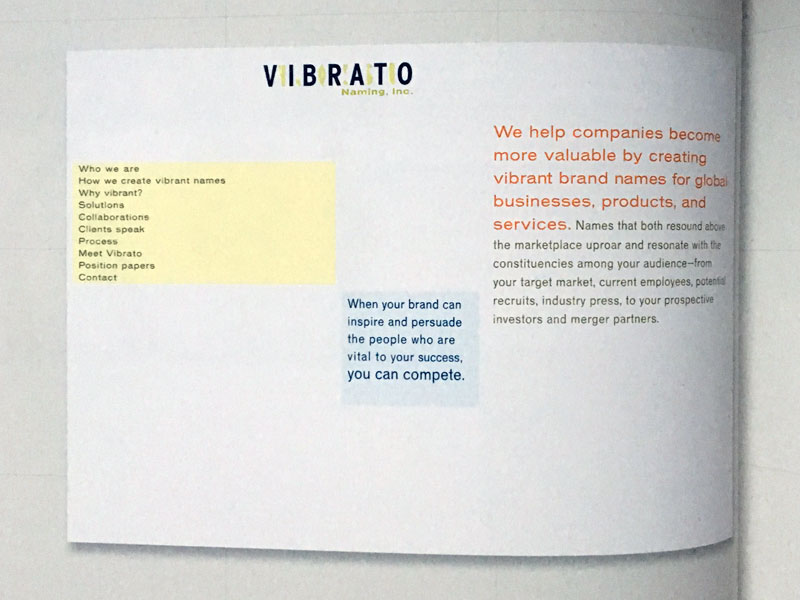 VIBRATO
Naming, Inc.
Who we are
How we create vibrant names
Why vibrant?
Solutions
Collaborations
Clients speak
Process
Meet Vibrato
Position papers
Contact
When your brand can
inspire and persuade
the people who are
vital to your success,
you can compete.
We help companies become
more valuable by creating
vibrant brand names for global
businesses, products, and
services. Names that both resound above
the marketplace uproar and resonate with the
constituencies among your audience–from
your target market, current employees, potential
recruits, industry press, to your prospective
investors and merger partners.